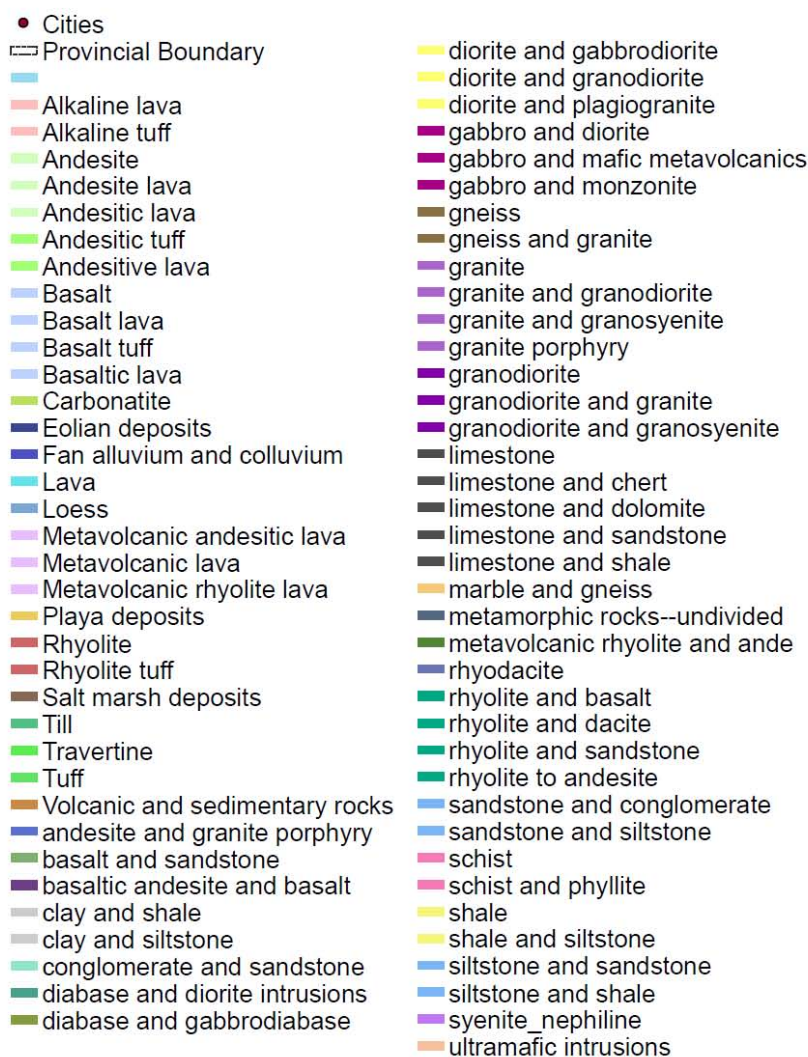 Cities
Provincial Boundary
Alkaline lava
Alkaline tuff
Andesite
Andesite lava
Andesitic lava
Andesitic tuff
Andesitive lava
Basalt
Basalt lava
Basalt tuff
Basaltic lava
Carbonatite
Eolian deposits
Fan alluvium and colluvium
Lava
Loess
Metavolcanic andesitic lava
Metavolcanic lava
Metavolcanic rhyolite lava
Playa deposits
Rhyolite
Rhyolite tuff
Salt marsh deposits
Till
Travertine
Tuff
Volcanic and sedimentary rocks
andesite and granite porphyry
basalt and sandstone
basaltic andesite and basalt
clay and shale
clay and siltstone
conglomerate and sandstone
diabase and diorite intrusions
diabase and gabbrodiabase
diorite and gabbrodiorite
diorite and granodiorite
diorite and plagiogranite
gabbro and diorite
gabbro and mafic metavolcanics
gabbro and monzonite
gneiss
gneiss and granite
granite
granite and granodiorite
granite and granosyenite
granite porphyry
granodiorite
granodiorite and granite
granodiorite and granosyenite
limestone
limestone and chert
limestone and dolomite
limestone and sandstone
limestone and shale
marble and gneiss
metamorphic rocks--undivided
metavolcanic rhyolite and ande
rhyodacite
rhyolite and basalt
rhyolite and dacite
rhyolite and sandstone
rhyolite to andesite
sandstone and conglomerate
sandstone and siltstone
schist
schist and phyllite
shale
shale and siltstone
siltstone and sandstone
siltstone and shale
syenite_nephiline
ultramafic intrusions